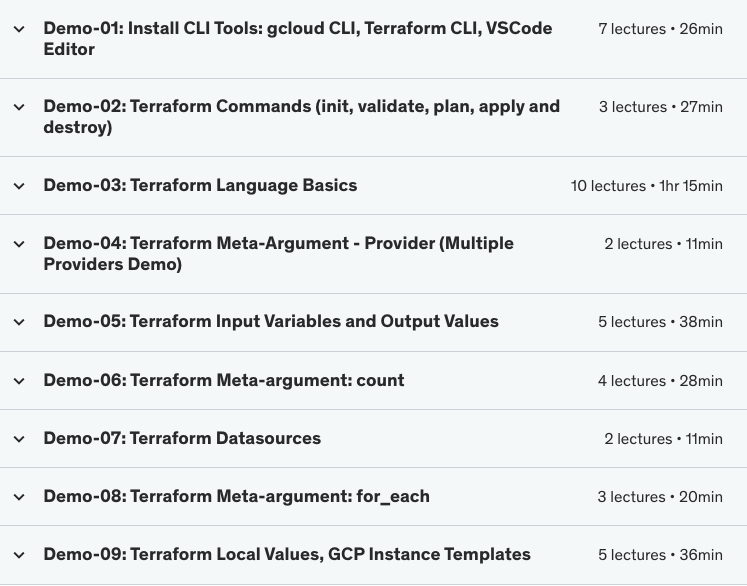 Demo-01: Install CLI Tools: gcloud CLI, Terraform CLI, VSCode 7 lectures • 26min
Editor
Demo-02: Terraform Commands (init, validate, plan, apply and 3 lectures • 27min
destroy)
Demo-03: Terraform Language Basics 10 lectures • 1hr 15min
Demo-04: Terraform Meta-Argument - Provider (Multiple 2 lectures • 11min
Providers Demo)
Demo-05: Terraform Input Variables and Output Values 5 lectures • 38min
Demo-06: Terraform Meta-argument: count 4 lectures • 28min
Demo-07: Terraform Datasources 2 lectures • 11min
Demo-08: Terraform Meta-argument: for_each 3 lectures • 20min
Demo-09: Terraform Local Values, GCP Instance Templates 5 lectures • 36min